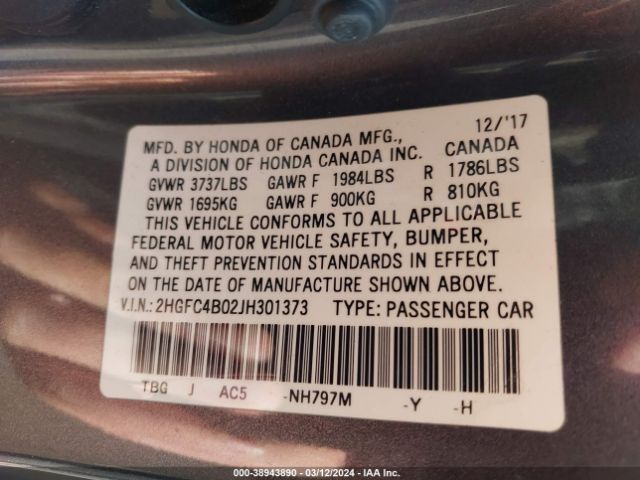 12/'17
MFD. BY HONDA OF CANADA MFG., CANADA
A DIVISION OF HONDA CANADA INC.
GVWR 3737LBS GAWR F 1984LBS R 1786LBS
GVWR 1695KG GAWR F 900KG R 810KG
THIS VEHICLE CONFORMS TO ALL APPLICABLE
FEDERAL MOTOR VEHICLE SAFETY, BUMPER,
AND THEFT PREVENTION STANDARDS IN EFFECT
ON THE DATE OF MANUFACTURE SHOWN ABOVE.
V.I.N.: 2HGFC4B02JH301373 TYPE: PASSENGER CAR
TBG J AC5 -NH797M -Y -H
000-38943890 - 03/12/2024 - IAA Inc.